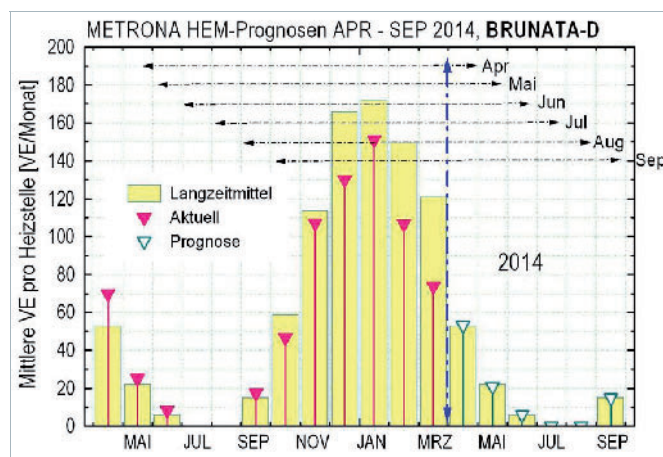 METRONA HEM-Prognosen APR - SEP 2014, BRUNATA-D
Mittlere VE pro Heizstelle [VE/Monat]
200
180
160
140
120
100
80
60
40
20
0
Apr
Mai
Jun
Jul
Aug
Sep
Langzeitmittel
Aktuell
Prognose
2014
MAI JUL SEP NOV JAN MRZ MAI JUL SEP